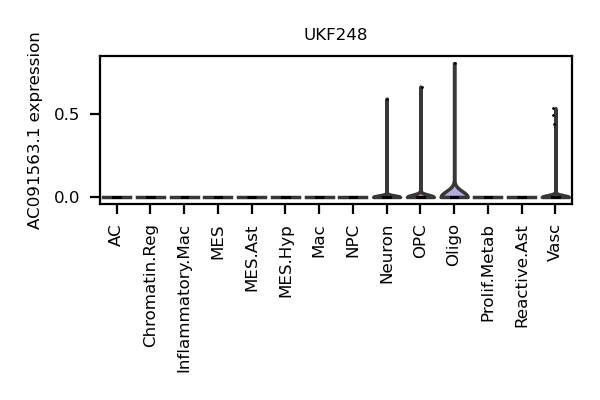 UKF248
AC091563.1 expression
0.5
0.0
AC
Chromatin.Reg
Inflammatory.Mac
MES
MES.Ast
MES.Hyp
Mac
NPC
Neuron
OPC
Oligo
Prolif.Metab
Reactive.Ast
Vasc